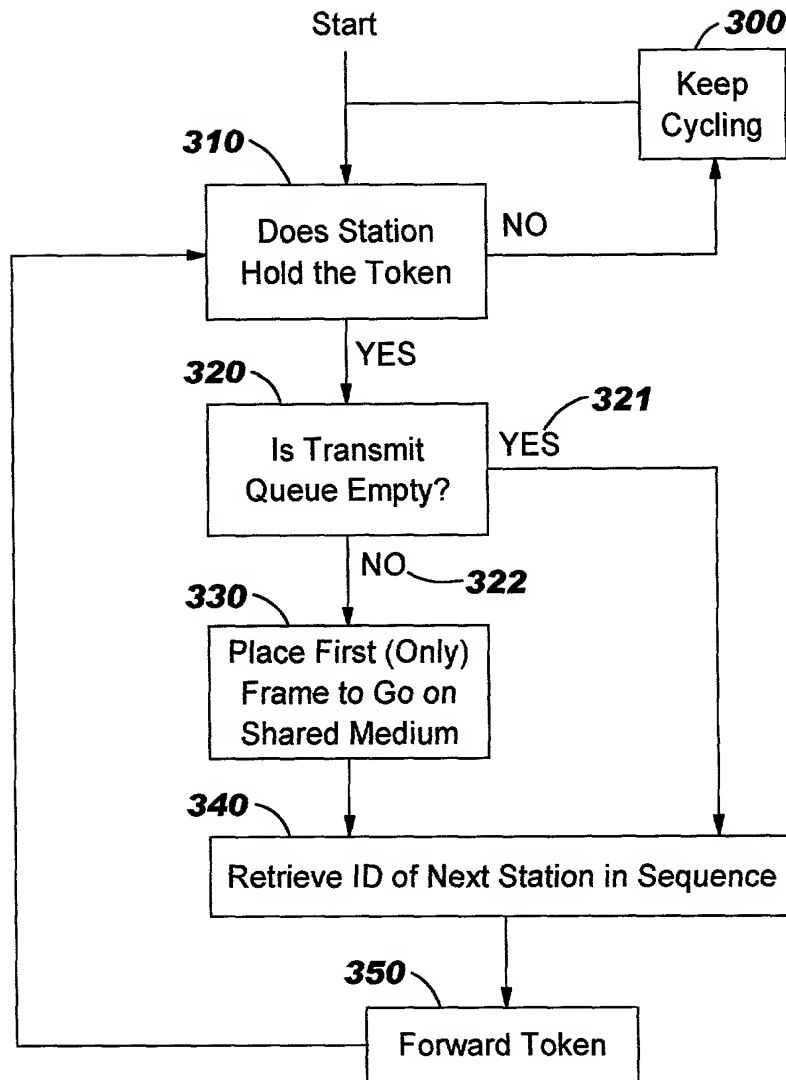 Start
300
Keep
Cycling
310
Does Station
Hold the Token
NO
YES
320
Is Transmit
Queue Empty?
YES
321
NO
322
330
Place First (Only)
Frame to Go on
Shared Medium
340
Retrieve ID of Next Station in Sequence
350
Forward Token